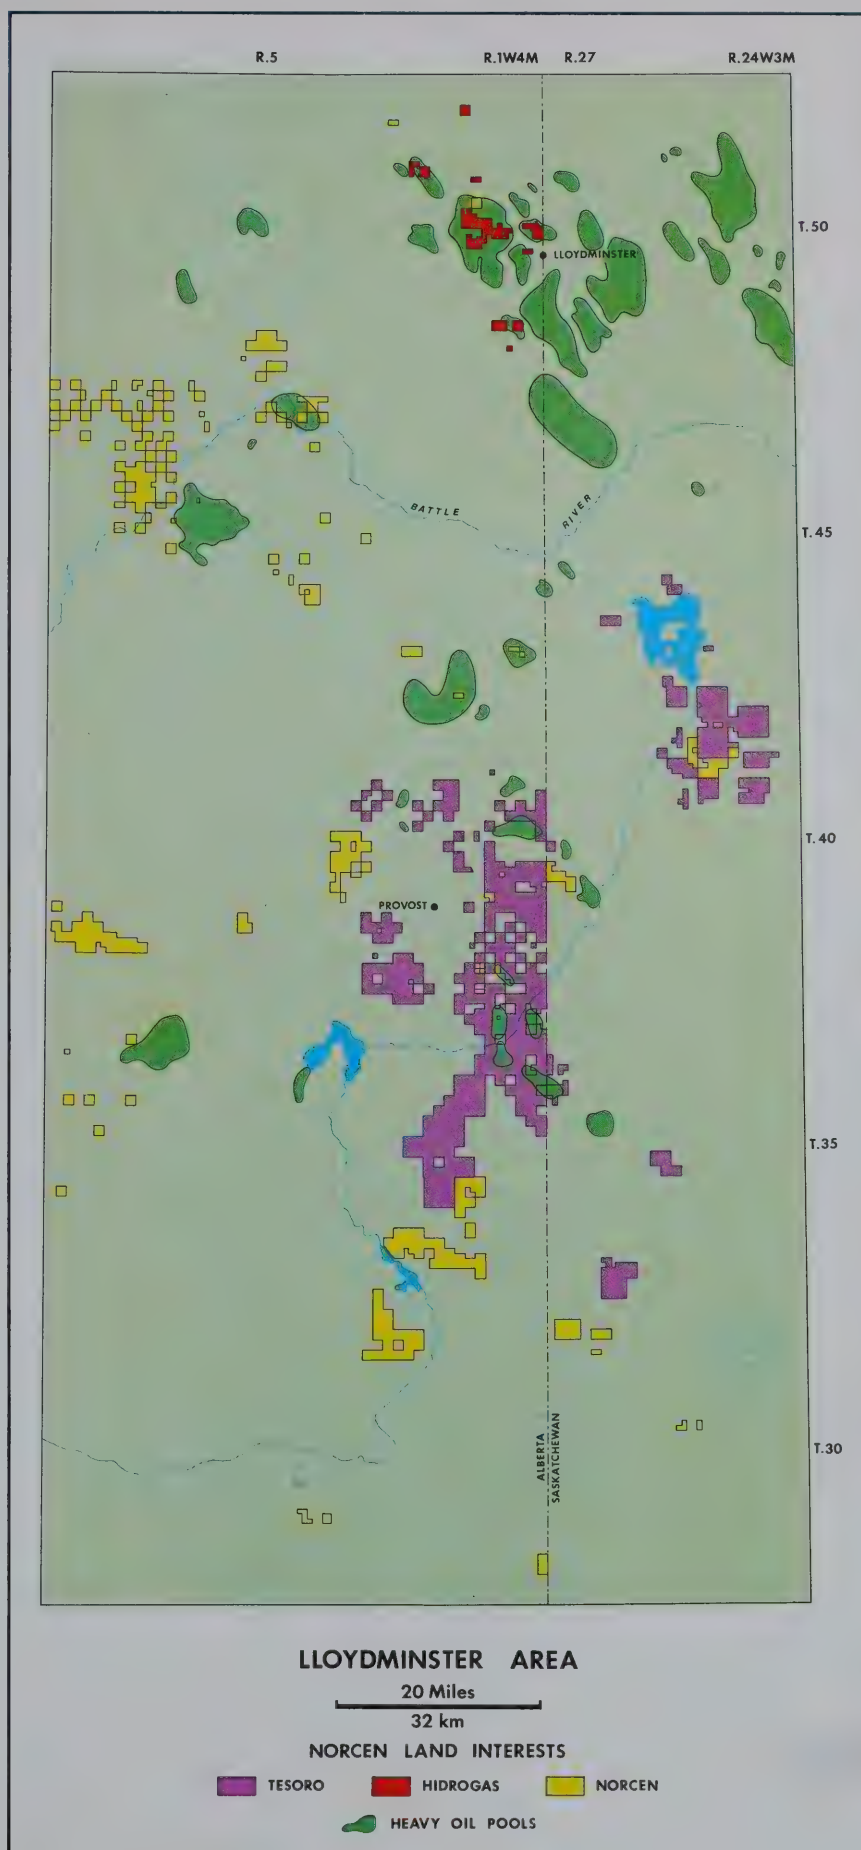 R.5 R.1W4M R.27 R.24W3M
T.50
LLOYDMINSTER
BATTLE RIVER
T.45
T.40
PROVOST
T.35
ALBERTA
SASKATCHEWAN
T.30
LLOYDMINSTER AREA
20 Miles
32 km
NORCEN LAND INTERESTS
TESORO HIDROGAS NORCEN
HEAVY OIL POOLS